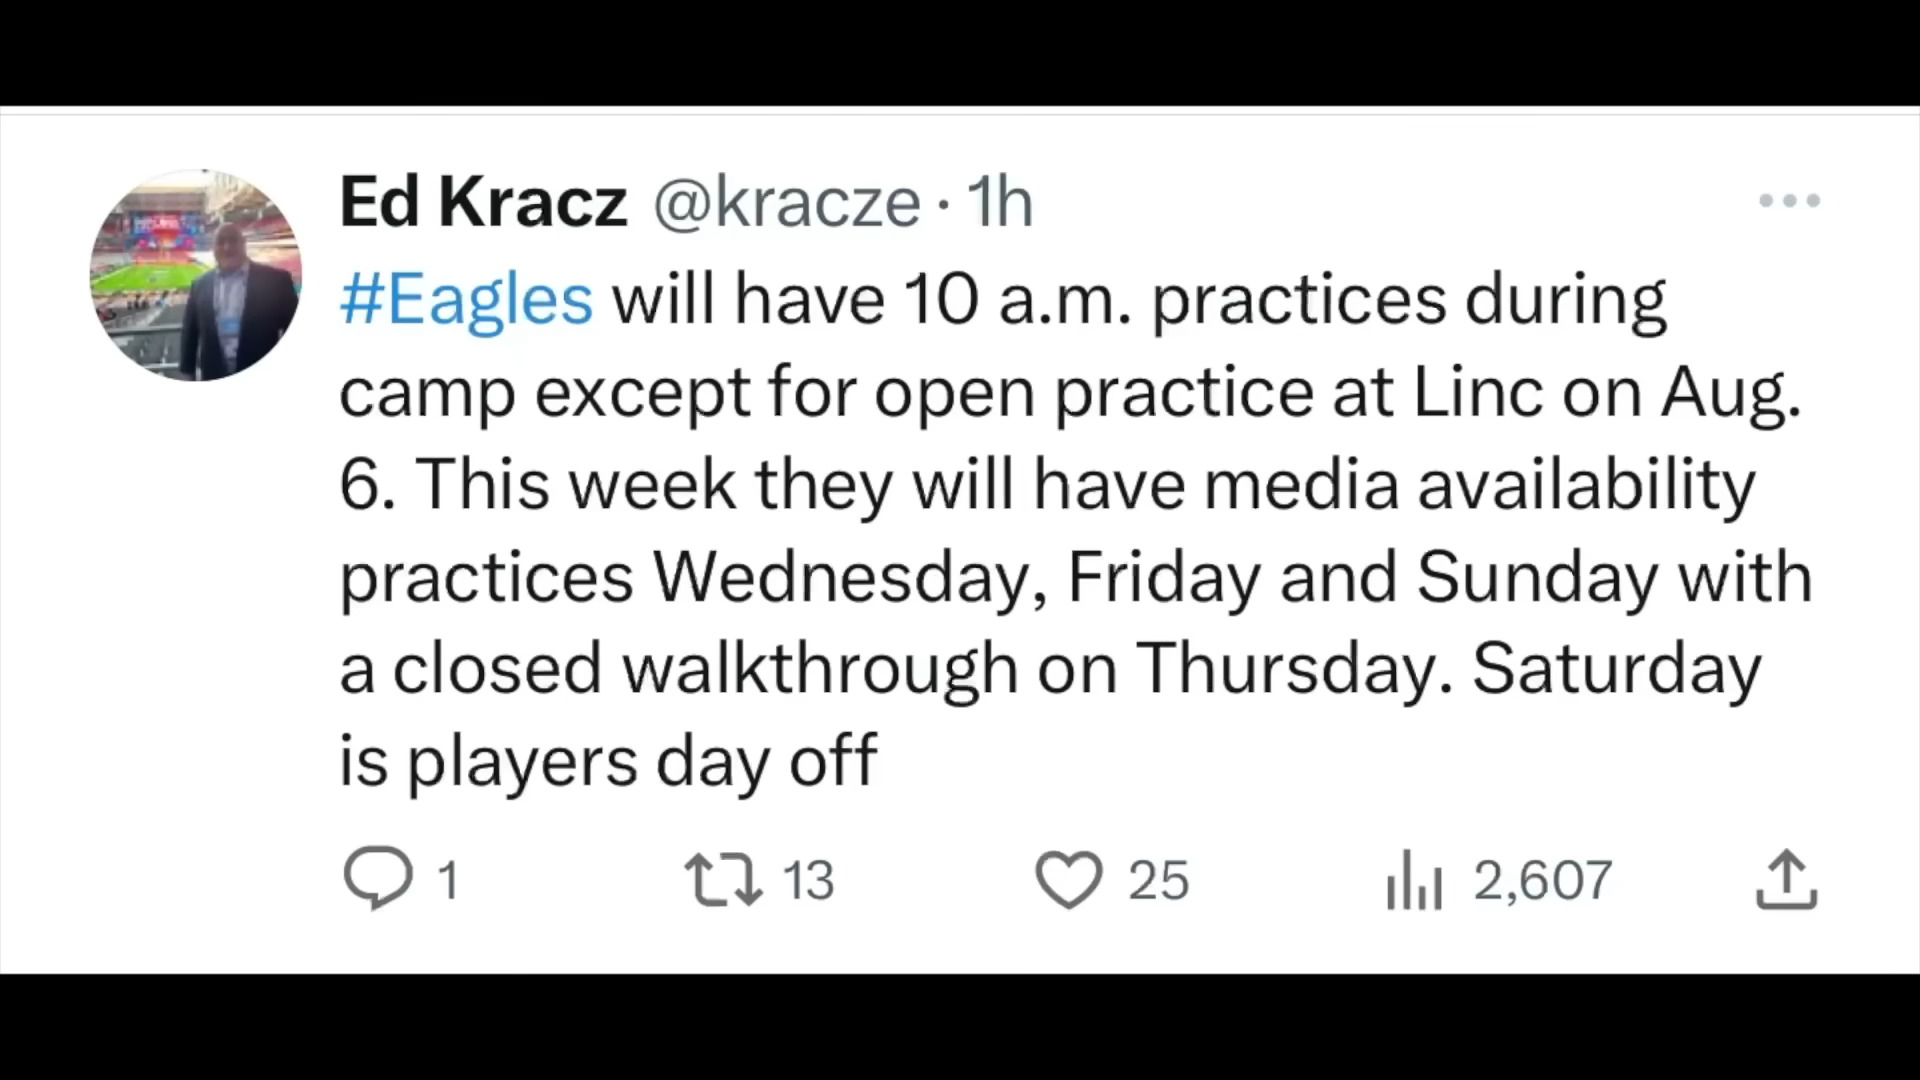 Ed Kracz @kracze · 1h
#Eagles will have 10 a.m. practices during
camp except for open practice at Linc on Aug.
6. This week they will have media availability
practices Wednesday, Friday and Sunday with
a closed walkthrough on Thursday. Saturday
is players day off
1 13 25 2,607